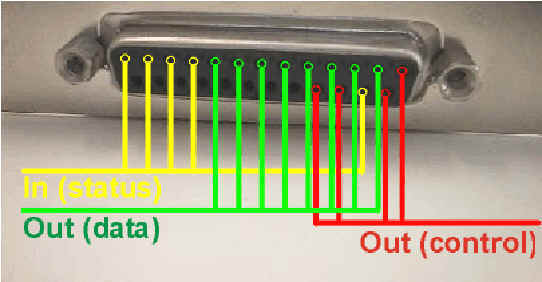 In (status)
Out (data)
Out (control)